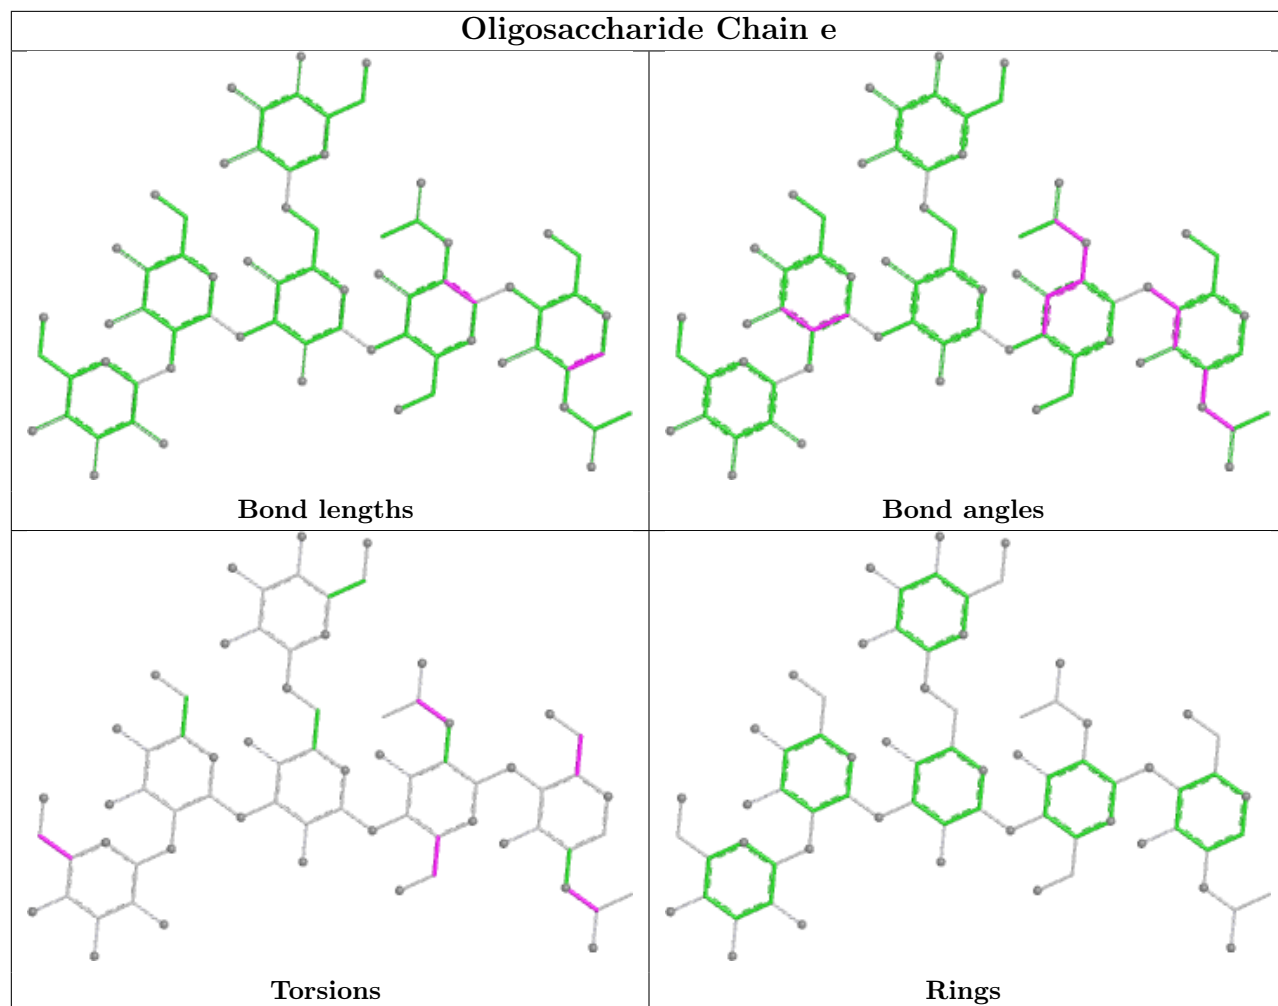 Oligosaccharide Chain e
Bond lengths
Bond angles
Torsions
Rings